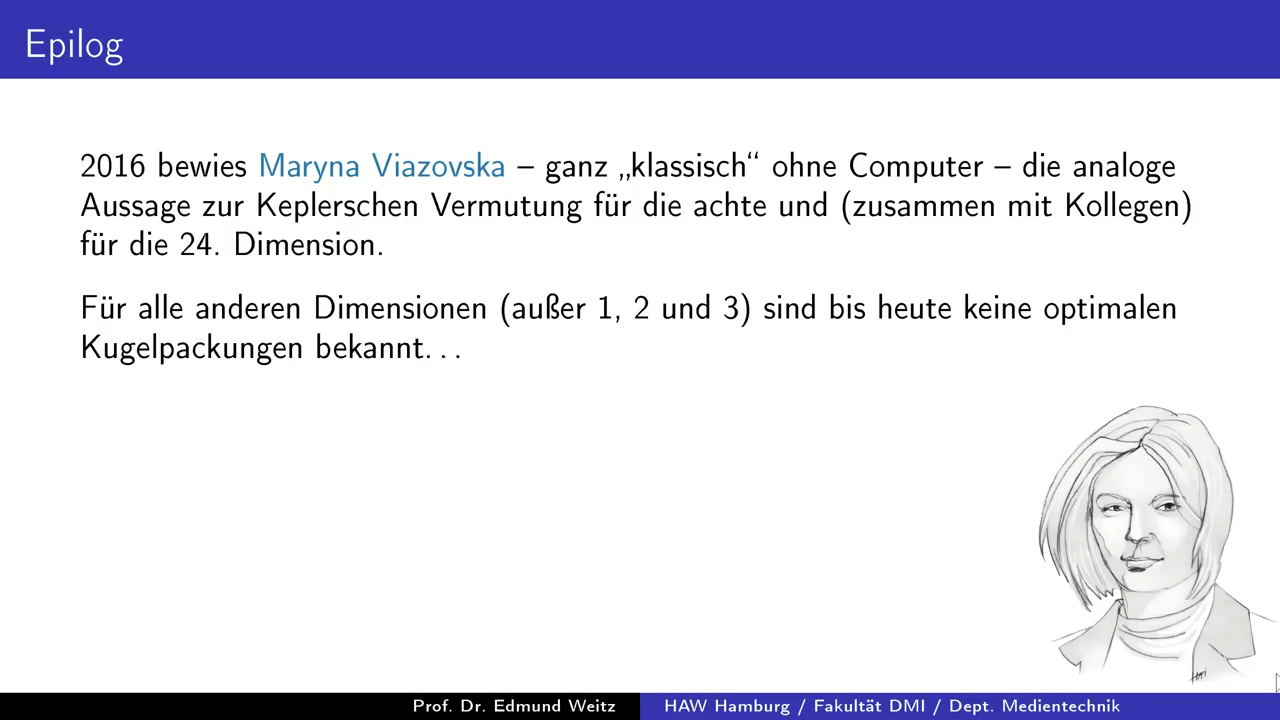 Epilog
2016 bewies Maryna Viazovska – ganz „klassisch“ ohne Computer – die analoge
Aussage zur Keplerschen Vermutung für die achte und (zusammen mit Kollegen)
für die 24. Dimension.
Für alle anderen Dimensionen (außer 1, 2 und 3) sind bis heute keine optimalen
Kugelpackungen bekannt. . .
Prof. Dr. Edmund Weitz
HAW Hamburg / Fakultät DMI / Dept. Medientechnik